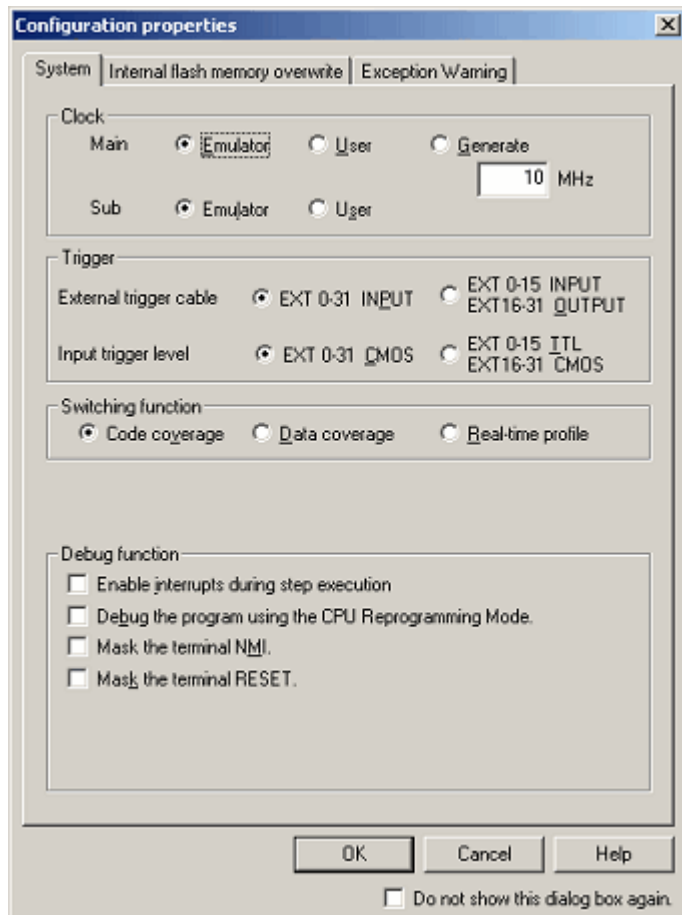 Configuration properties
System Internal flash memory overwrite Exception Warning
Clock
Main Emulator User Generate
10 MHz
Sub Emulator User
Trigger
External trigger cable EXT 0-31 INPUT EXT 0-15 INPUT
EXT16-31 OUTPUT
Input trigger level EXT 0-31 CMOS EXT 0-15 TTL
EXT16-31 CMOS
Switching function
Code coverage Data coverage Real-time profile
Debug function
Enable interrupts during step execution
Debug the program using the CPU Reprogramming Mode.
Mask the terminal NMI.
Mask the terminal RESET.
OK Cancel Help
Do not show this dialog box again.